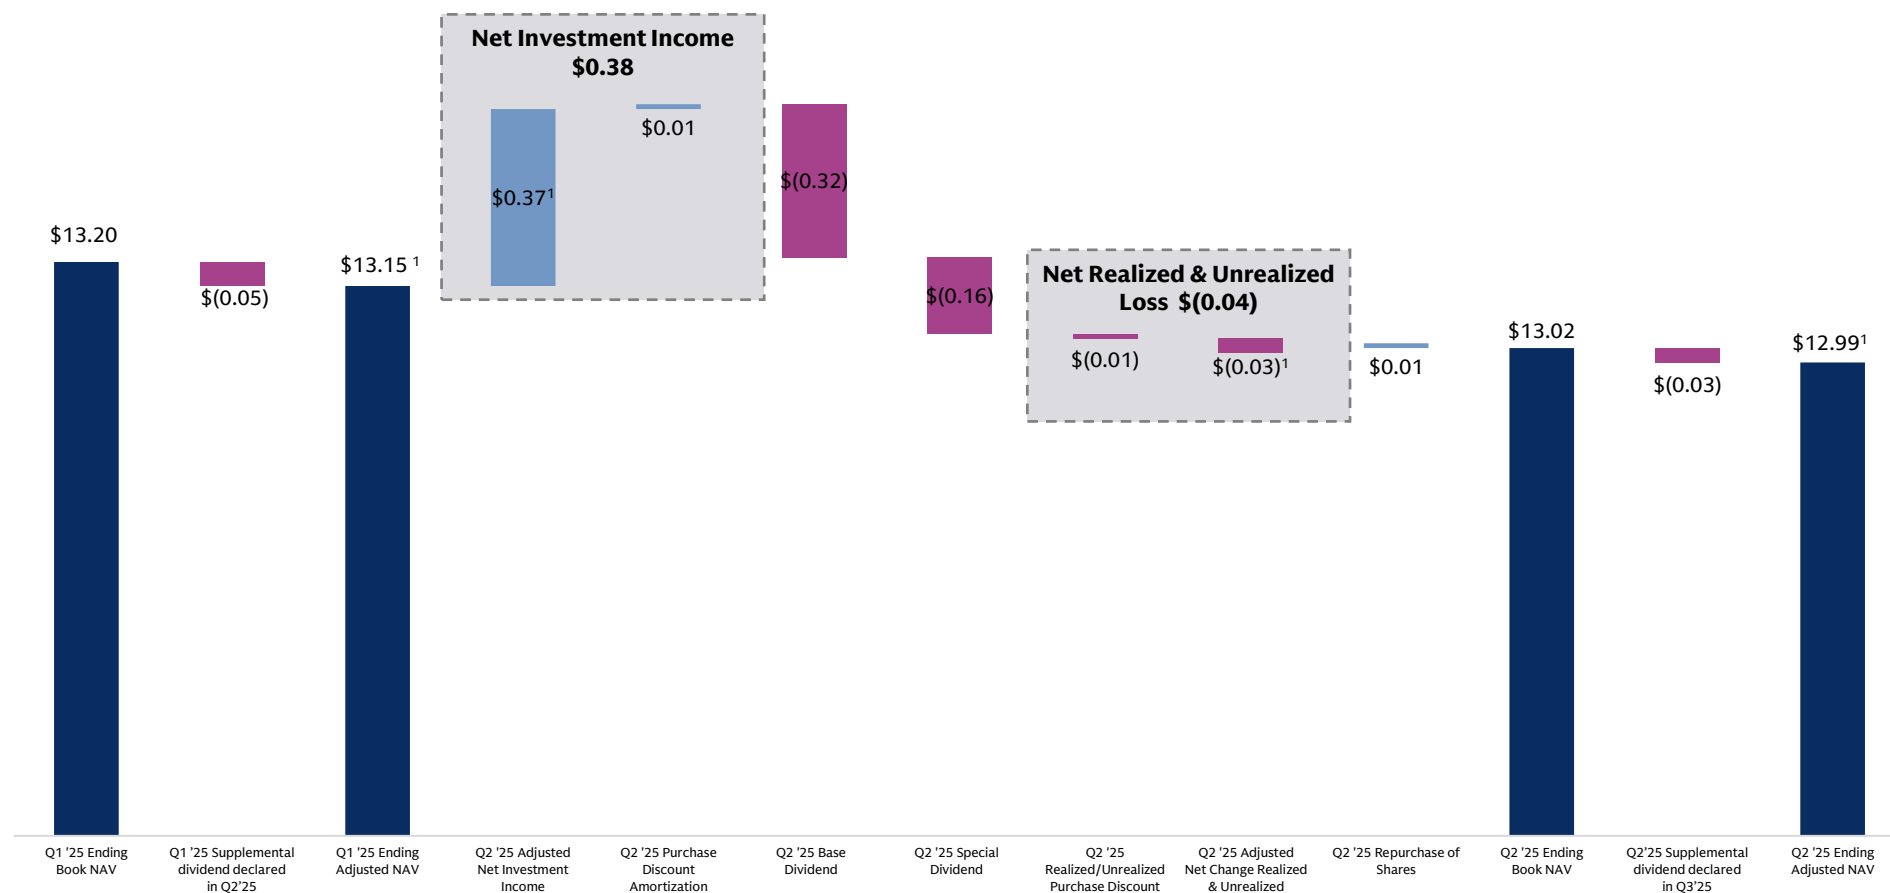 Net Investment Income
$0.38
$0.01
$(0.32)
$0.37¹
$13.20
$(0.05)
$13.15 ¹
$(0.16)
Net Realized & Unrealized
Loss $(0.04)
$(0.01)
$(0.03)¹
$0.01
$13.02
$(0.03)
$12.99¹
Q1 ’25 Ending
Book NAV
Q1 ’25 Supplemental
dividend declared
in Q2’25
Q1 ’25 Ending
Adjusted NAV
Q2 ’25 Adjusted
Net Investment
Income
Q2 ’25 Purchase
Discount
Amortization
Q2 ’25 Base
Dividend
Q2 ’25 Special
Dividend
Q2 ’25
Realized/Unrealized
Purchase Discount
Q2 ’25 Adjusted
Net Change Realized
& Unrealized
Q2 ’25 Repurchase of
Shares
Q2 ’25 Ending
Book NAV
Q2’25 Supplemental
dividend declared
in Q3’25
Q2 ’25 Ending
Adjusted NAV